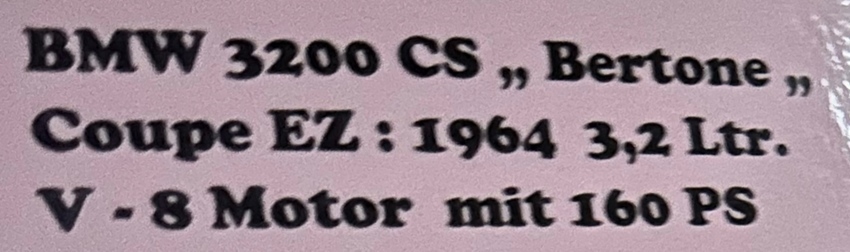 BMW 3200 CS „ Bertone „
Coupe EZ : 1964 3,2 Ltr.
V - 8 Motor mit 160 PS